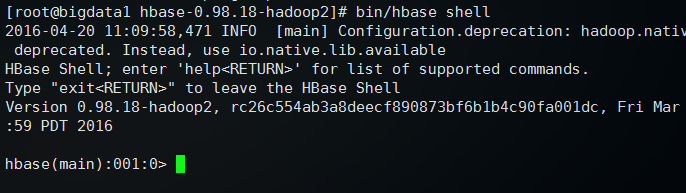 [root@bigdata1 hbase-0.98.18-hadoop2]# bin/hbase shell
2016-04-20 11:09:58,471 INFO  [main] Configuration.deprecation: hadoop.nativ
 deprecated. Instead, use io.native.lib.available
HBase Shell; enter 'help<RETURN>' for list of supported commands.
Type "exit<RETURN>" to leave the HBase Shell
Version 0.98.18-hadoop2, rc26c554ab3a8deecf890873bf6b1b4c90fa001dc, Fri Mar
:59 PDT 2016
hbase(main):001:0>